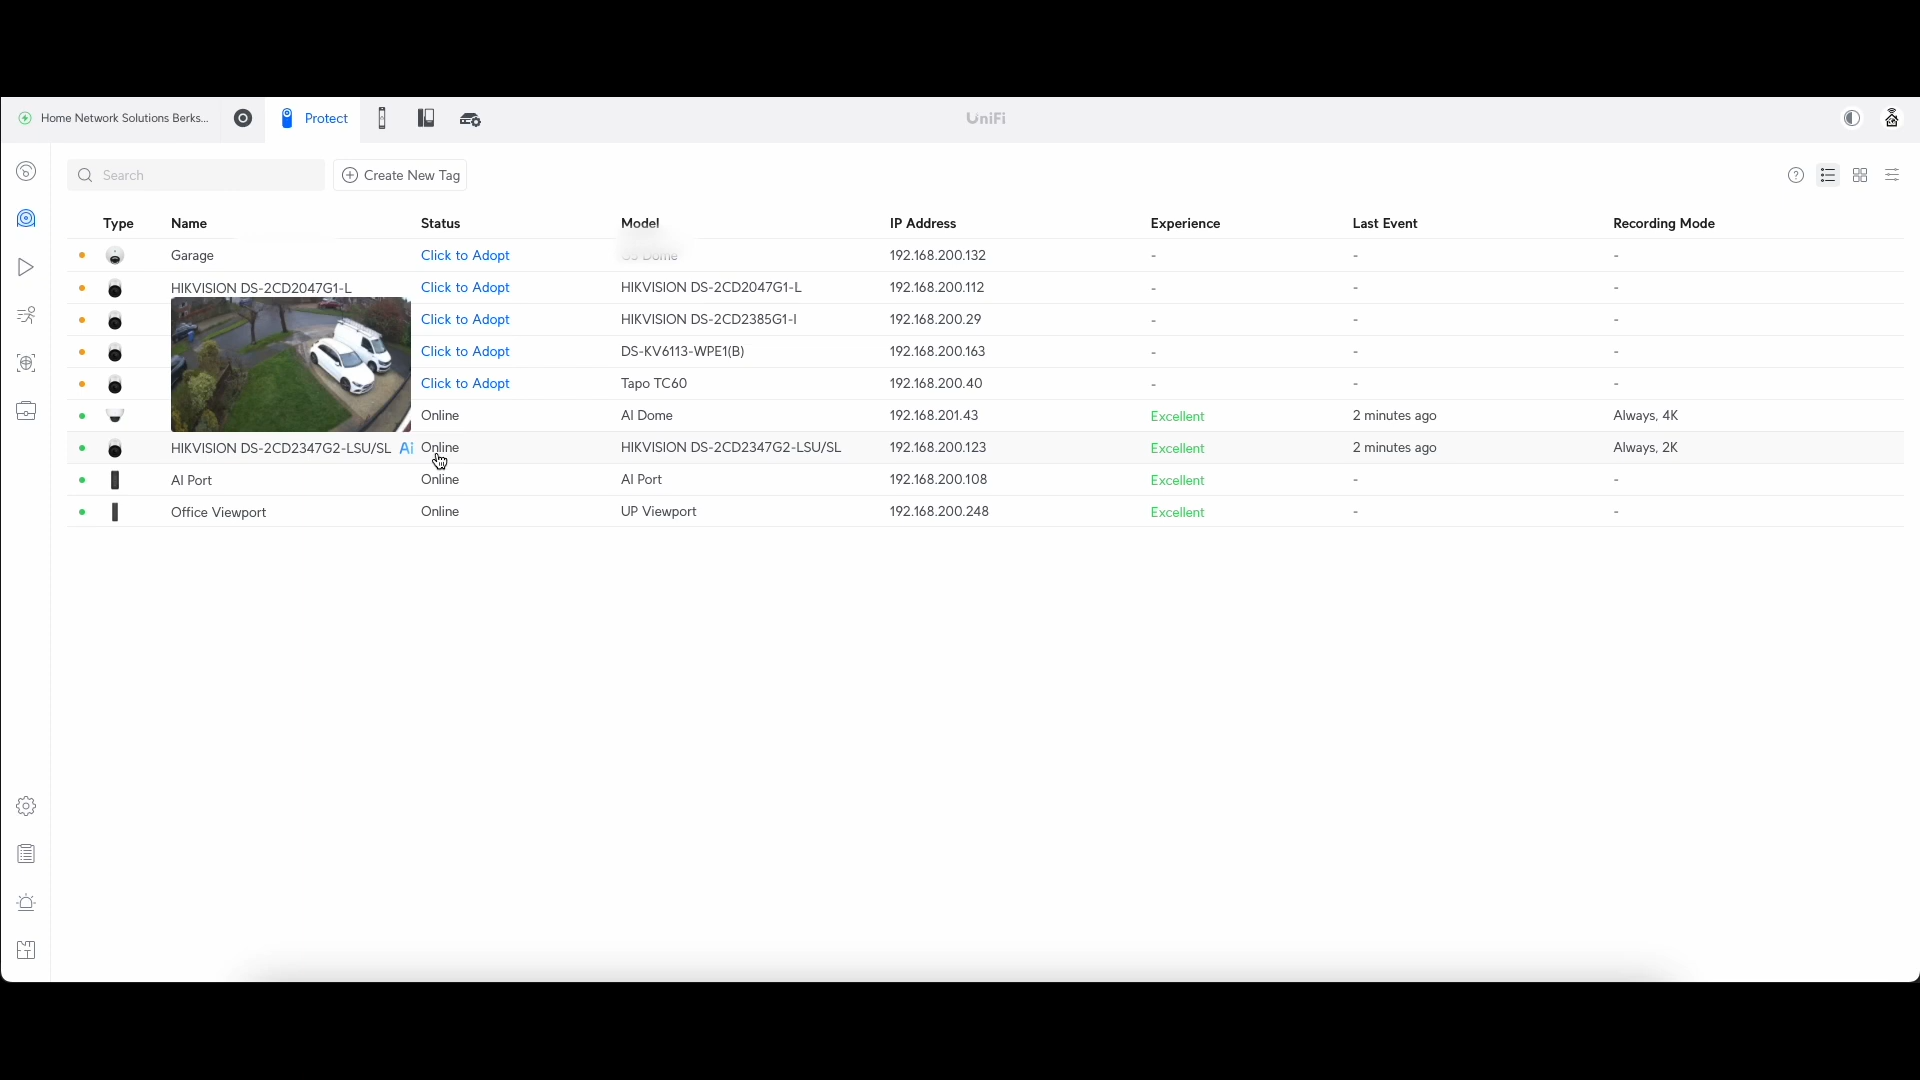 Home Network Solutions Berks... Protect UniFi
Search Create New Tag
Type Name Status Model IP Address Experience Last Event Recording Mode
Garage Click to Adopt Dome 192.168.200.132 - - -
HIKVISION DS-2CD2047G1-L Click to Adopt HIKVISION DS-2CD2047G1-L 192.168.200.112 - - -
Click to Adopt HIKVISION DS-2CD2385G1-I 192.168.200.29 - - -
Click to Adopt DS-KV6113-WPE1(B) 192.168.200.163 - - -
Click to Adopt Tapo TC60 192.168.200.40 - - -
Online AI Dome 192.168.201.43 Excellent 2 minutes ago Always, 4K
HIKVISION DS-2CD2347G2-LSU/SL Ai Online HIKVISION DS-2CD2347G2-LSU/SL 192.168.200.123 Excellent 2 minutes ago Always, 2K
AI Port Online AI Port 192.168.200.108 Excellent - -
Office Viewport Online UP Viewport 192.168.200.248 Excellent - -